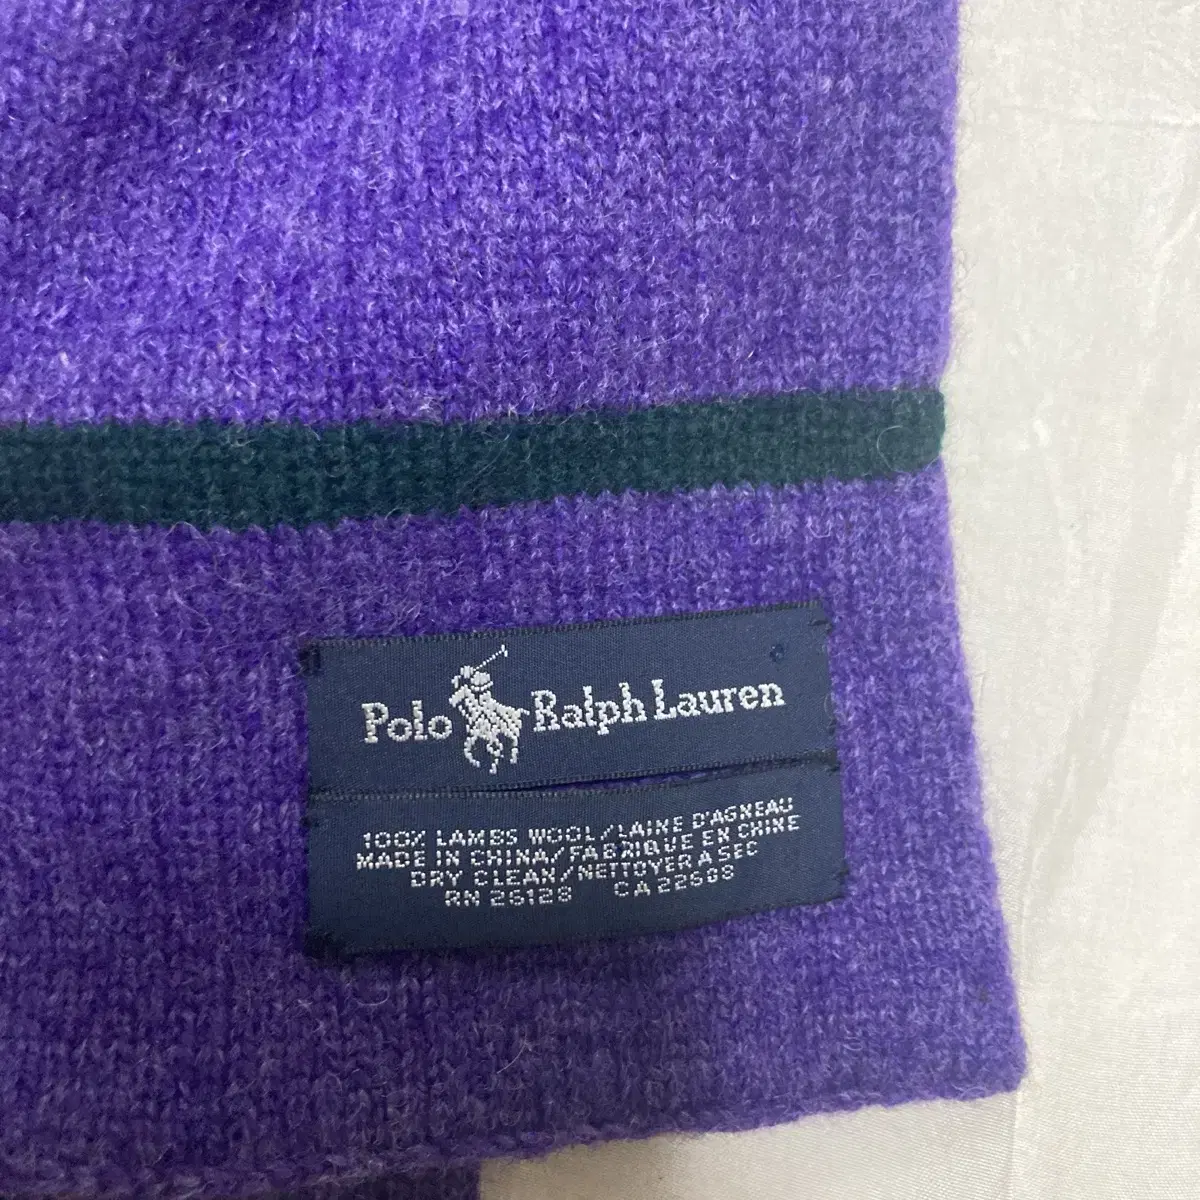 Polo Ralph Lauren
100% LAMBS WOOL/LAINE D'AGNEAU
MADE IN CHINA/FABRIQUE EN CHINE
DRY CLEAN/NETTOYER A SEC
RN 26128 CA 22508